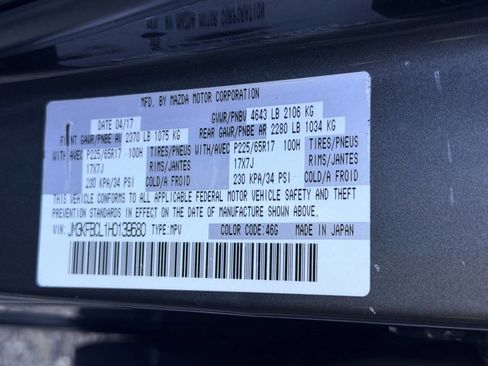 MFD. BY MAZDA MOTOR CORPORATION
DATE 04/17 GVWR/PNBV 4643 LB 2106 KG
FRONT GAWR/PNBE AV 2370 LB 1075 KG REAR GAWR/PNBE AR 2280 LB 1034 KG
WITH AVEC P225/65R17 100H TIRES/PNEUS WITH AVEC P225/65R17 100H TIRES/PNEUS
17X7J RIMS/JANTES 17X7J RIMS/JANTES
230 KPA/34 PSI COLD/A FROID 230 KPA/34 PSI COLD/A FROID
THIS VEHICLE CONFORMS TO ALL APPLICABLE FEDERAL MOTOR VEHICLE SAFETY AND THEFT
PREVENTION STANDARDS IN EFFECT ON THE DATE OF MANUFACTURE SHOWN ABOVE.
VIN: JM3KFBCL1H0139680 TYPE: MPV COLOR CODE: 46G MADE IN JAPAN